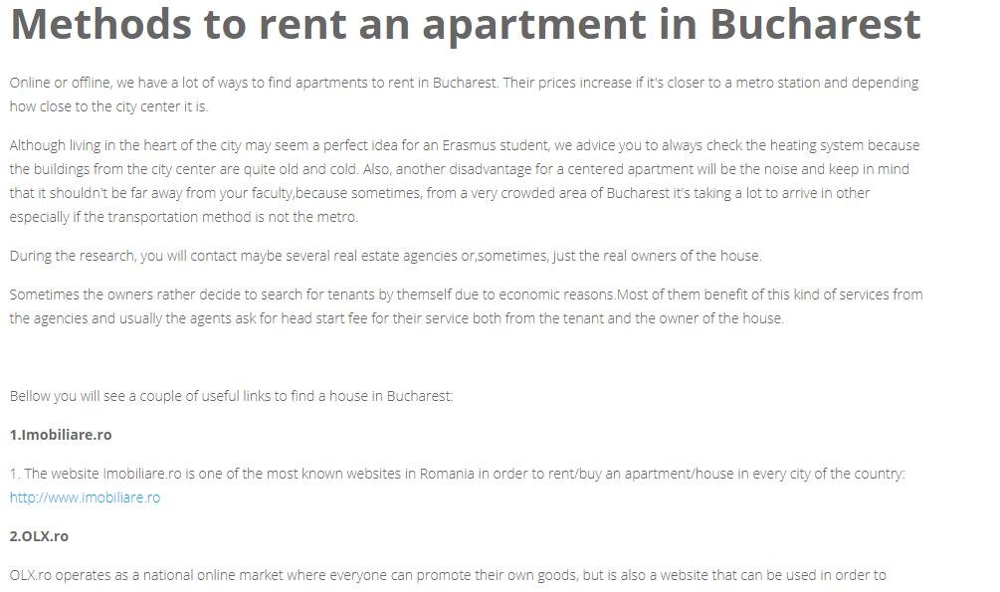 Methods to rent an apartment in Bucharest
Online or offline, we have a lot of ways to find apartments to rent in Bucharest. Their prices increase if it's closer to a metro station and depending
how close to the city center it is.
Although living in the heart of the city may seem a perfect idea for an Erasmus student, we advice you to always check the heating system because
the buildings from the city center are quite old and cold. Also, another disadvantage for a centered apartment will be the noise and keep in mind
that it shouldn't be far away from your faculty,because sometimes, from a very crowded area of Bucharest it's taking a lot to arrive in other
especially if the transportation method is not the metro.
During the research, you will contact maybe several real estate agencies or,sometimes, just the real owners of the house.
Sometimes the owners rather decide to search for tenants by themself due to economic reasons.Most of them benefit of this kind of services from
the agencies and usually the agents ask for head start fee for their service both from the tenant and the owner of the house.
Bellow you will see a couple of useful links to find a house in Bucharest:
1.Imobiliare.ro
1. The website Imobiliare.ro is one of the most known websites in Romania in order to rent/buy an apartment/house in every city of the country:
http://www.imobiliare.ro
2.OLX.ro
OLX.ro operates as a national online market where everyone can promote their own goods, but is also a website that can be used in order to